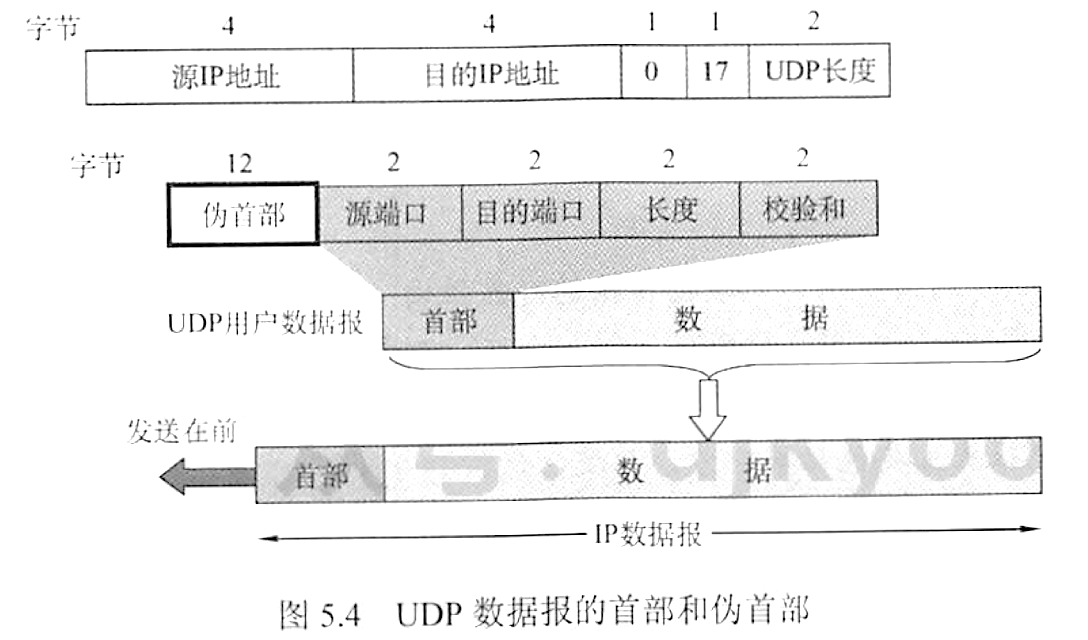 字节 4 4 1 1 2
源IP地址 目的IP地址 0 17 UDP长度
字节 12 2 2 2 2
伪首部 源端口 目的端口 长度 校验和
UDP用户数据报 首部 数 据
发送在前
首部 数 据
IP数据报
图 5.4 UDP 数据报的首部和伪首部